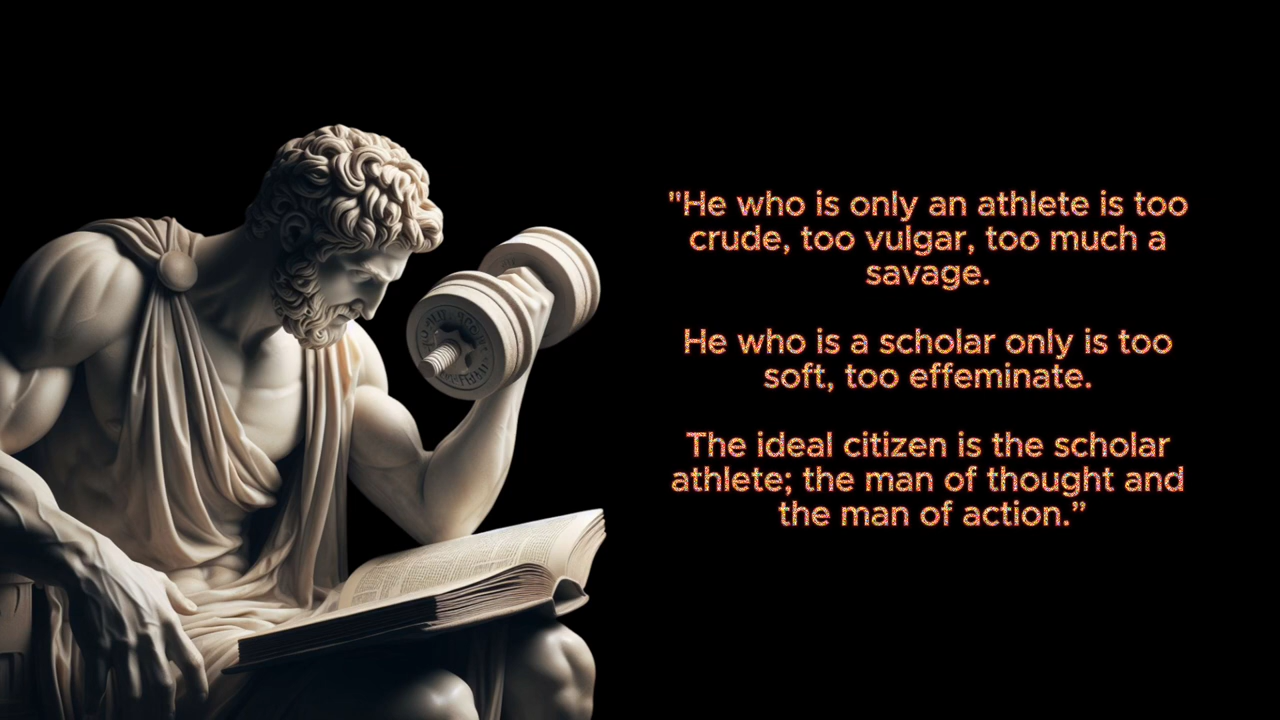 "He who is only an athlete is too
crude, too vulgar, too much a
savage.
He who is a scholar only is too
soft, too effeminate.
The ideal citizen is the scholar
athlete; the man of thought and
the man of action.”